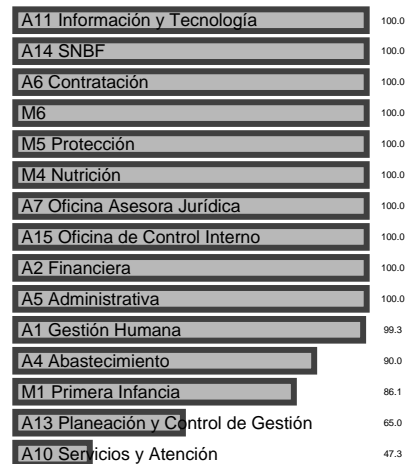 A11 Información y Tecnología 100.0
A14 SNBF 100.0
A6 Contratación 100.0
M6 100.0
M5 Protección 100.0
M4 Nutrición 100.0
A7 Oficina Asesora Jurídica 100.0
A15 Oficina de Control Interno 100.0
A2 Financiera 100.0
A5 Administrativa 100.0
A1 Gestión Humana 99.3
A4 Abastecimiento 90.0
M1 Primera Infancia 86.1
A13 Planeación y Control de Gestión 65.0
A10 Servicios y Atención 47.3